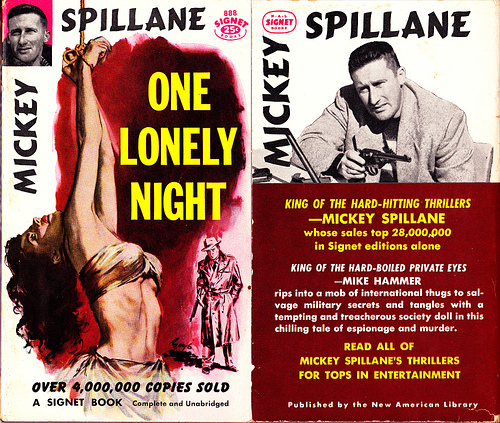 MICKEY SPILLANE
888
SIGNET
25¢
BOOKS
ONE
LONELY
NIGHT
OVER 4,000,000 COPIES SOLD
A SIGNET BOOK Complete and Unabridged
N·A·L
SIGNET
BOOKS
MICKEY SPILLANE
KING OF THE HARD-HITTING THRILLERS
—MICKEY SPILLANE
whose sales top 28,000,000
in Signet editions alone
KING OF THE HARD-BOILED PRIVATE EYES
—MIKE HAMMER
rips into a mob of international thugs to sal-
vage military secrets and tangles with a
tempting and treacherous society doll in this
chilling tale of espionage and murder.
READ ALL OF
MICKEY SPILLANE'S THRILLERS
FOR TOPS IN ENTERTAINMENT
Published by the New American Library